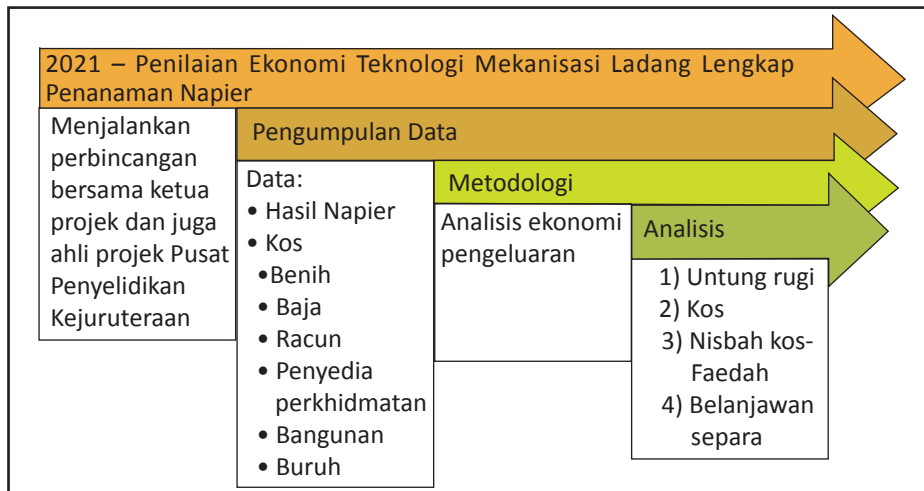 2021 – Penilaian Ekonomi Teknologi Mekanisasi Ladang Lengkap
Penanaman Napier
Menjalankan
perbincangan
bersama ketua
projek dan juga
ahli projek Pusat
Penyelidikan
Kejuruteraan
Pengumpulan Data
Data:
• Hasil Napier
• Kos
•Benih
• Baja
• Racun
• Penyedia
perkhidmatan
• Bangunan
• Buruh
Metodologi
Analisis ekonomi
pengeluaran
Analisis
1) Untung rugi
2) Kos
3) Nisbah kos-
Faedah
4) Belanjawan
separa